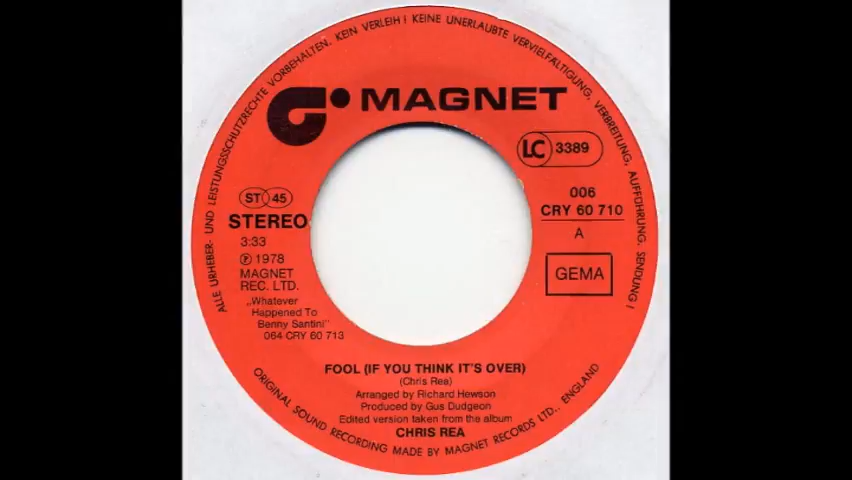 ALLE URHEBER- UND LEISTUNGSSCHUTZRECHTE VORBEHALTEN. KEIN VERLEIH! KEINE UNERLAUBTE VERVIELFÄLTIGUNG, VERBREITUNG, AUFFÜHRUNG, SENDUNG!
MAGNET
LC 3389
ST 45
STEREO
3:33
℗ 1978
MAGNET
REC. LTD.
„Whatever
Happened To
Benny Santini"
064 CRY 60 713
006
CRY 60 710
A
GEMA
FOOL (IF YOU THINK IT'S OVER)
(Chris Rea)
Arranged by Richard Hewson
Produced by Gus Dudgeon
Edited version taken from the album
CHRIS REA
ORIGINAL SOUND RECORDING MADE BY MAGNET RECORDS LTD., ENGLAND